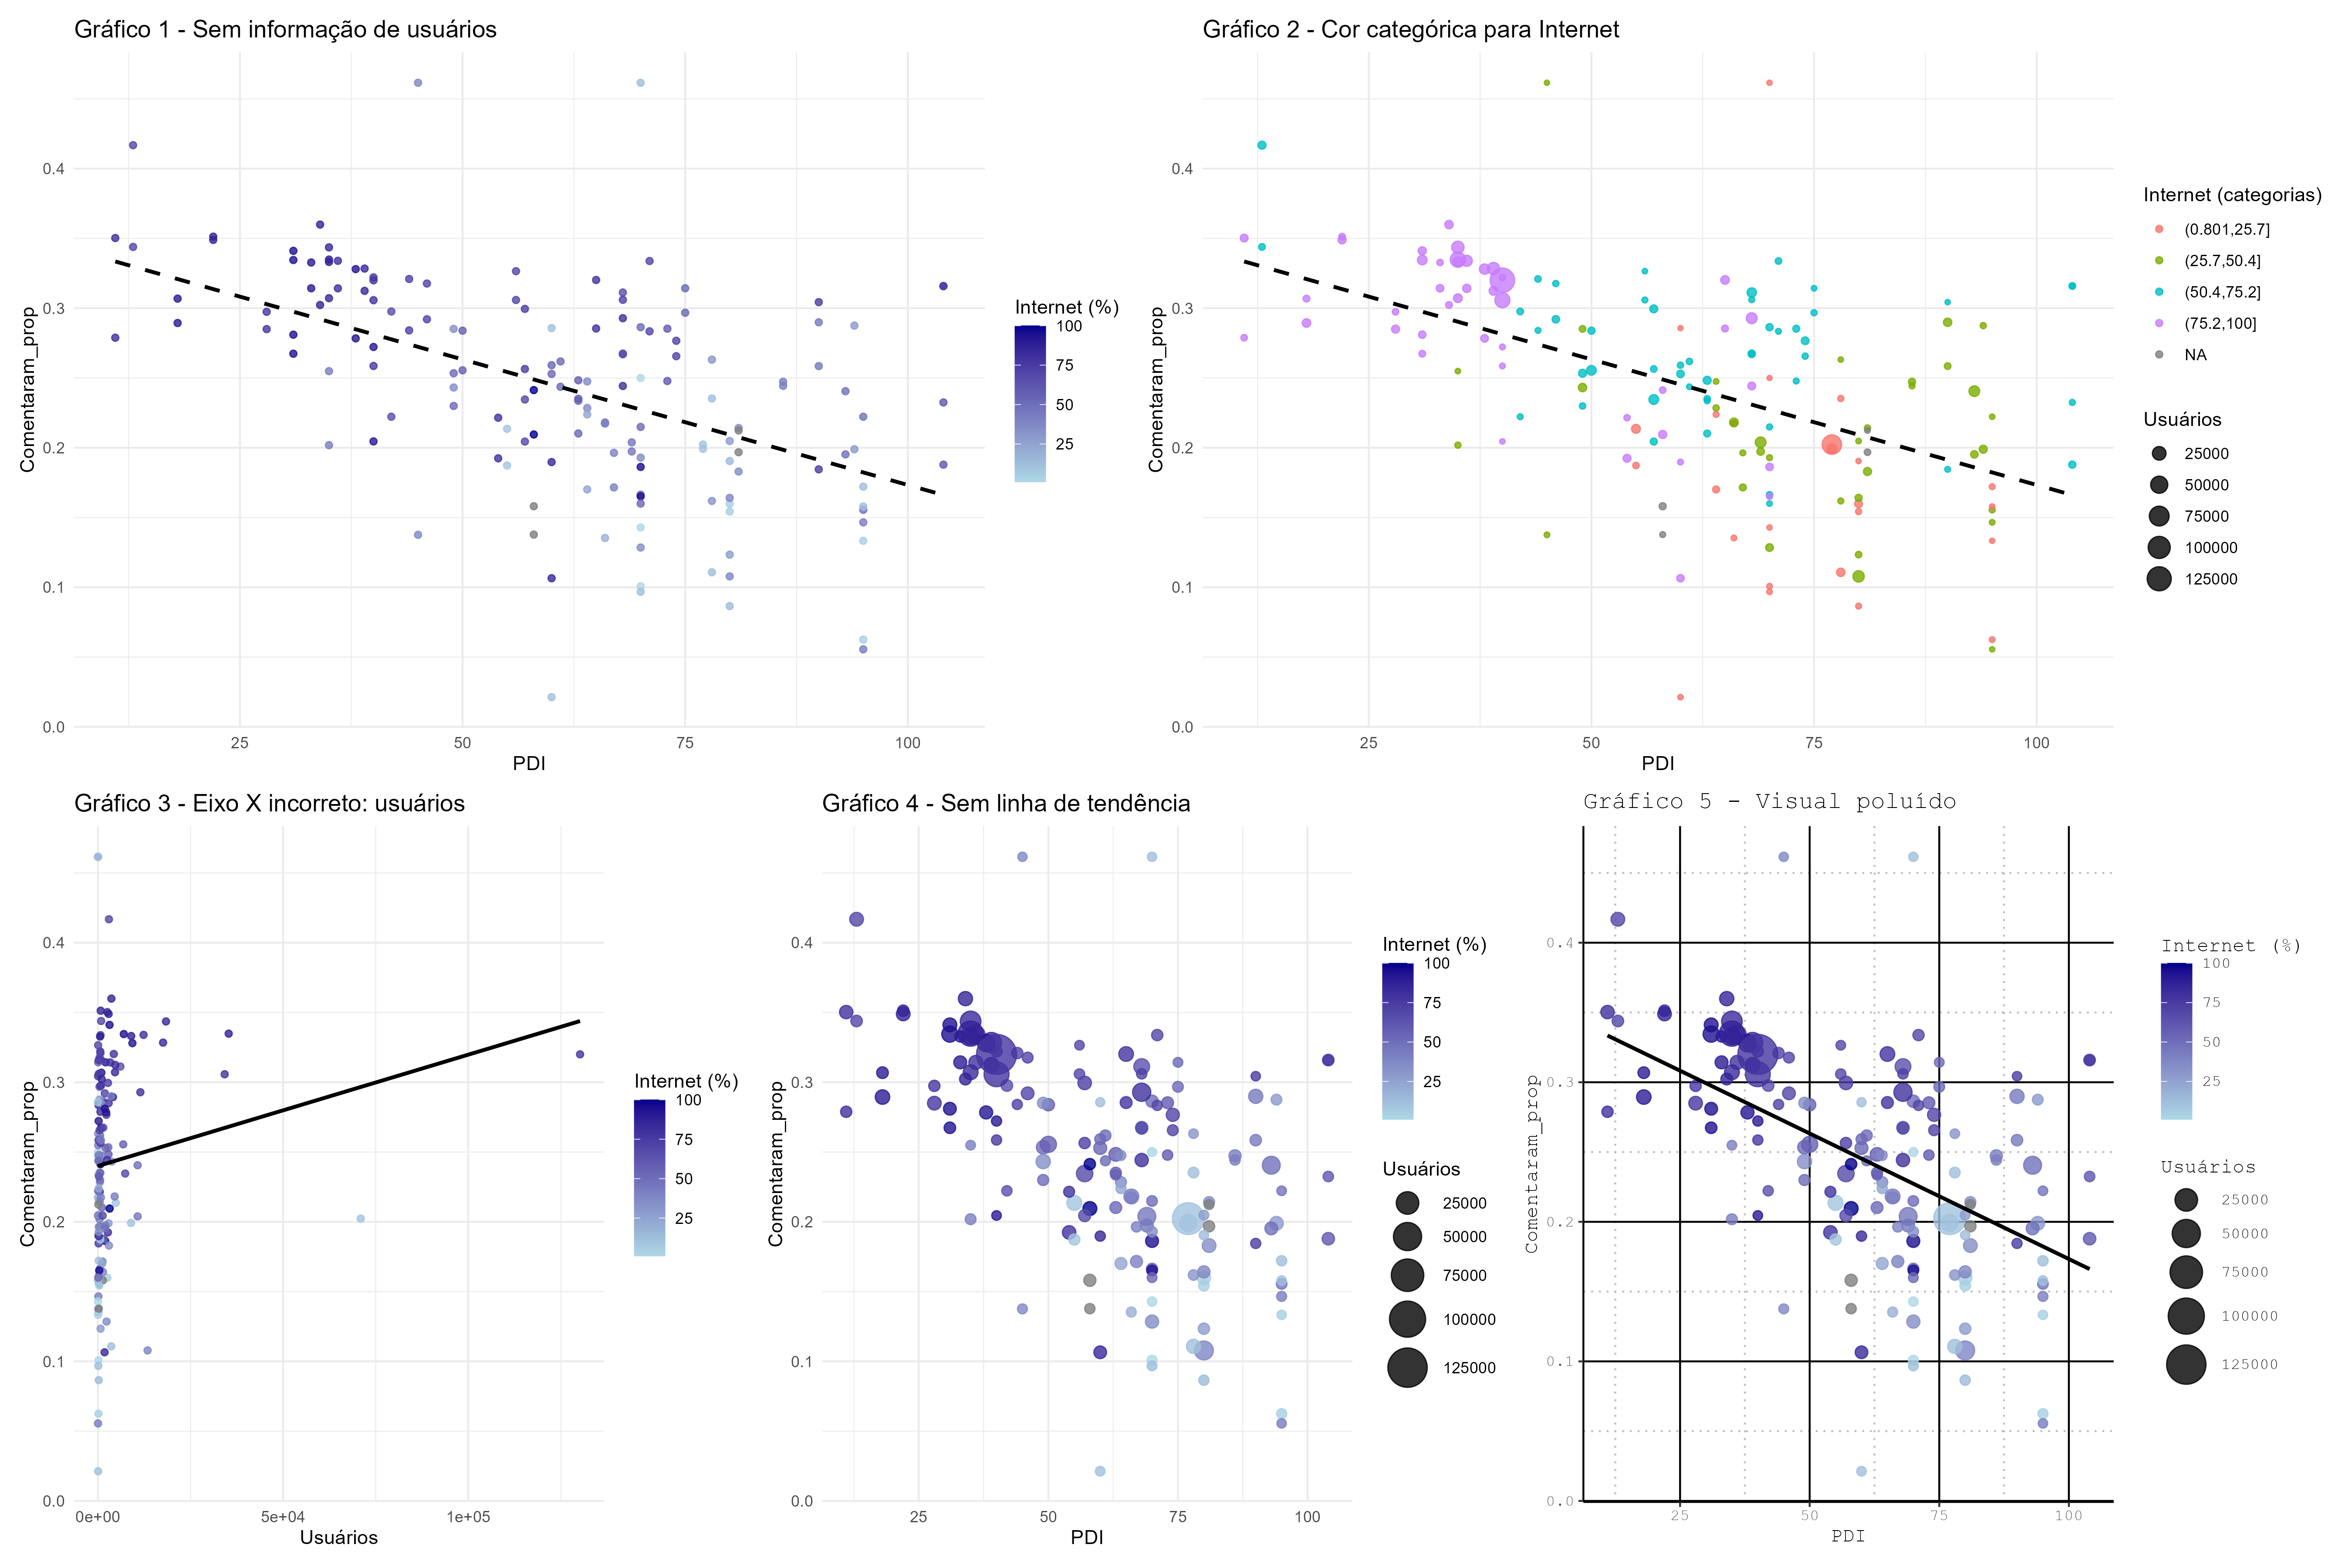 Gráfico 1 - Sem informação de usuários
Comentaram_prop
0.4
0.3
0.2
0.1
0.0
25
50
75
100
PDI
Internet (%)
100
75
50
25
Gráfico 2 - Cor categórica para Internet
Comentaram_prop
0.4
0.3
0.2
0.1
0.0
25
50
75
100
PDI
Internet (categorias)
(0.801,25.7]
(25.7,50.4]
(50.4,75.2]
(75.2,100]
NA
Usuários
25000
50000
75000
100000
125000
Gráfico 3 - Eixo X incorreto: usuários
Comentaram_prop
0.4
0.3
0.2
0.1
0.0
0e+00
5e+04
1e+05
Usuários
Internet (%)
100
75
50
25
Gráfico 4 - Sem linha de tendência
Comentaram_prop
0.4
0.3
0.2
0.1
0.0
25
50
75
100
PDI
Internet (%)
100
75
50
25
Usuários
25000
50000
75000
100000
125000
Gráfico 5 - Visual poluído
Comentaram_prop
0.4
0.3
0.2
0.1
0.0
25
50
75
100
PDI
Internet (%)
100
75
50
25
Usuários
25000
50000
75000
100000
125000